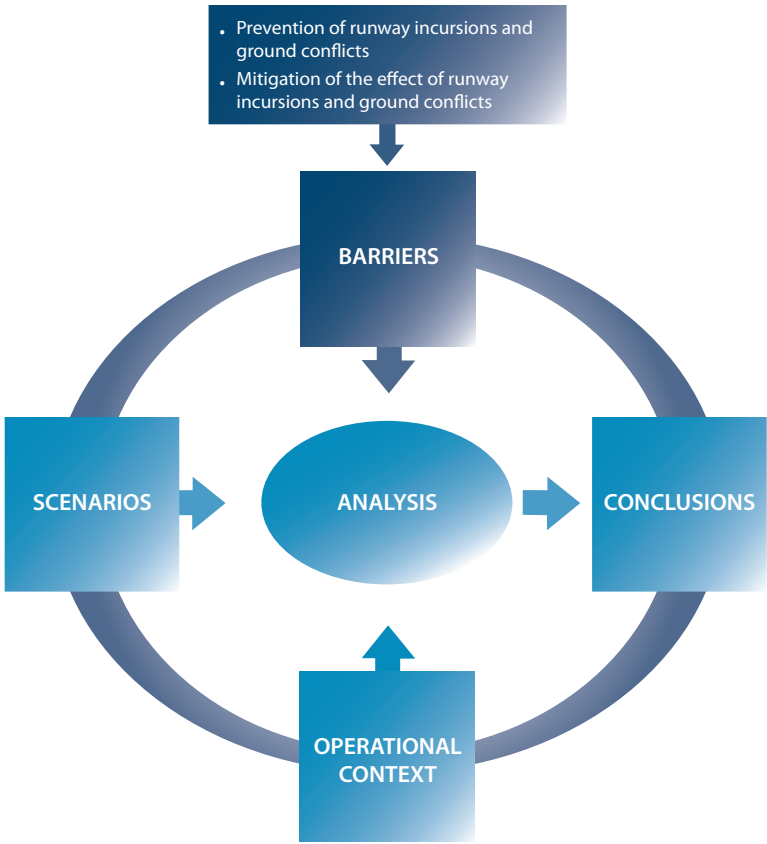 • Prevention of runway incursions and
ground conflicts
• Mitigation of the effect of runway
incursions and ground conflicts
BARRIERS
SCENARIOS
ANALYSIS
CONCLUSIONS
OPERATIONAL
CONTEXT